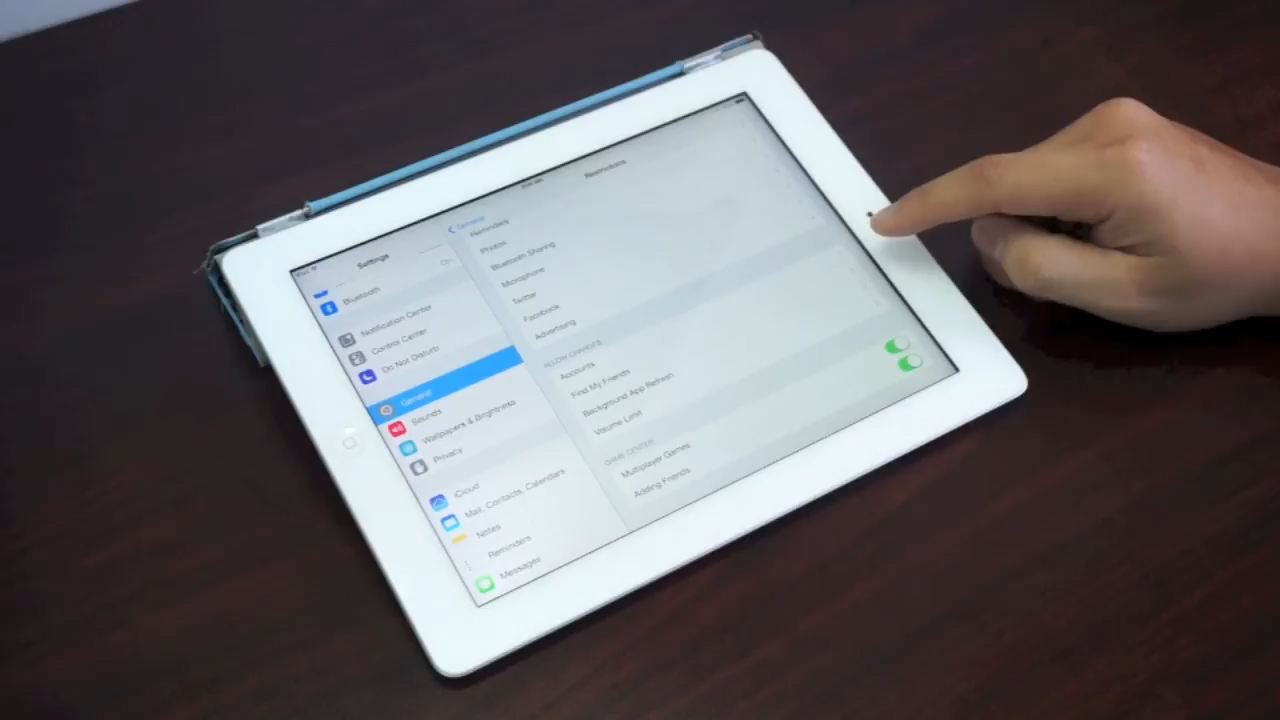 iPad
Settings
Bluetooth
On
Notification Center
Control Center
Do Not Disturb
General
Sounds
Wallpapers & Brightness
Privacy
iCloud
Mail, Contacts, Calendars
Notes
Reminders
Messages
General
Restrictions
Reminders
Photos
Bluetooth Sharing
Microphone
Twitter
Facebook
Advertising
ALLOW CHANGES:
Accounts
Find My Friends
Background App Refresh
Volume Limit
GAME CENTER:
Multiplayer Games
Adding Friends